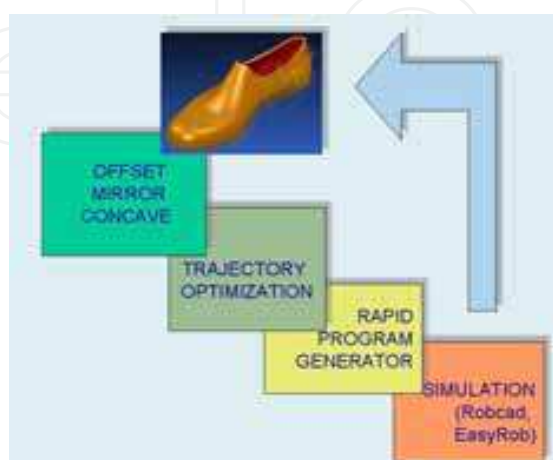 OFFSET
MIRROR
CONCAVE
TRAJECTORY
OPTIMIZATION
RAPID
PROGRAM
GENERATOR
SIMULATION
(Robcad,
EasyRob)